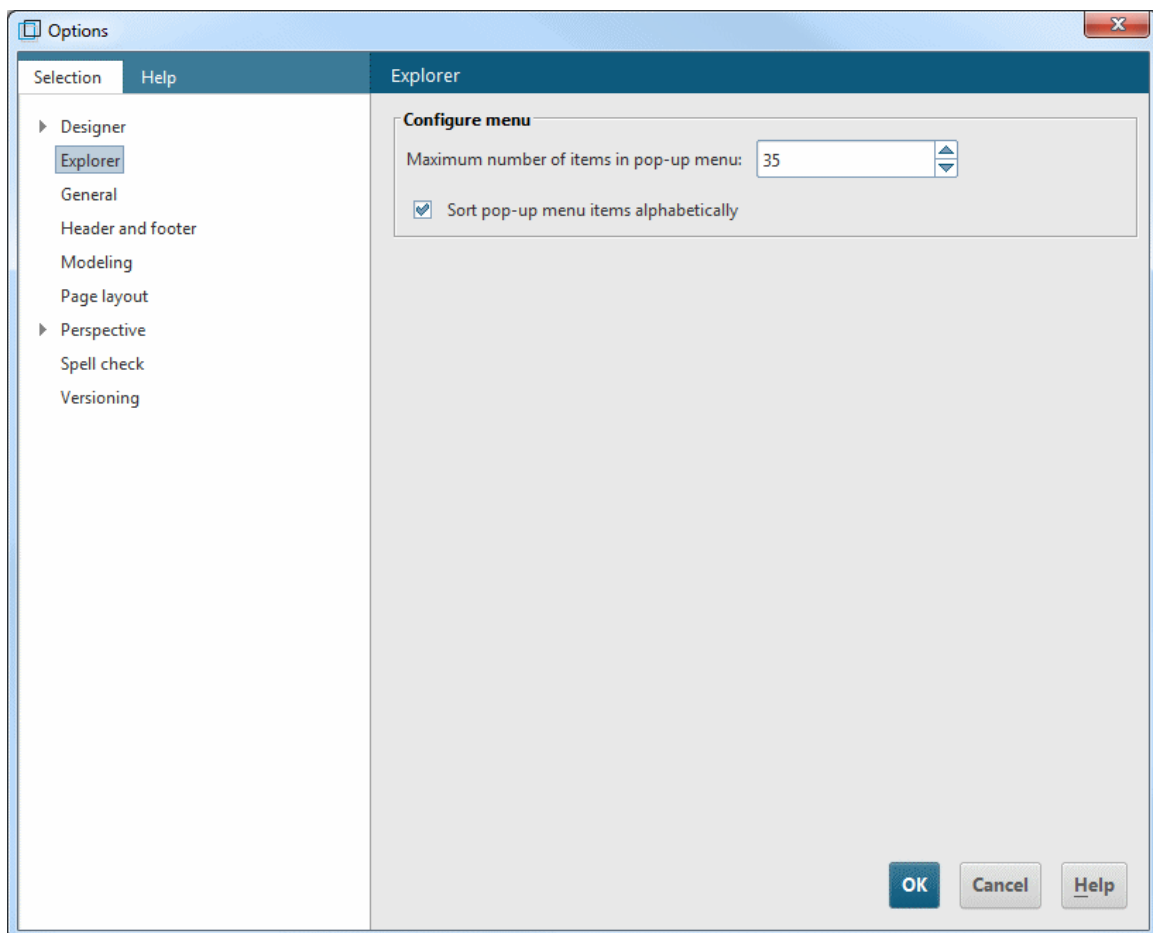 Options
Selection Help
Explorer
Designer
Explorer
General
Header and footer
Modeling
Page layout
Perspective
Spell check
Versioning
Configure menu
Maximum number of items in pop-up menu: 35
Sort pop-up menu items alphabetically
OK Cancel Help